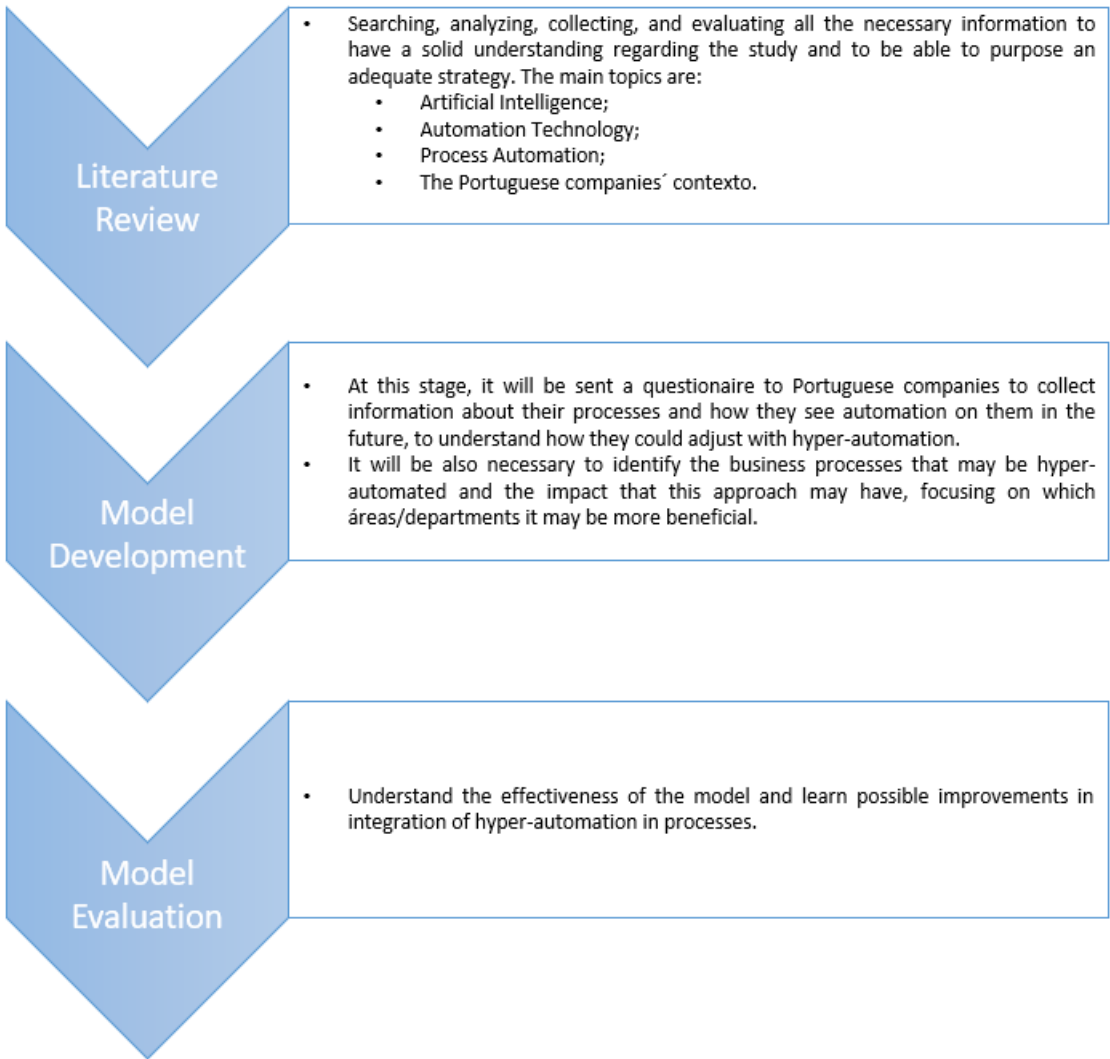 Literature
Review
• Searching, analyzing, collecting, and evaluating all the necessary information to
have a solid understanding regarding the study and to be able to purpose an
adequate strategy. The main topics are:
• Artificial Intelligence;
• Automation Technology;
• Process Automation;
• The Portuguese companies´ contexto.
Model
Development
• At this stage, it will be sent a questionaire to Portuguese companies to collect
information about their processes and how they see automation on them in the
future, to understand how they could adjust with hyper-automation.
• It will be also necessary to identify the business processes that may be hyper-
automated and the impact that this approach may have, focusing on which
áreas/departments it may be more beneficial.
Model
Evaluation
• Understand the effectiveness of the model and learn possible improvements in
integration of hyper-automation in processes.